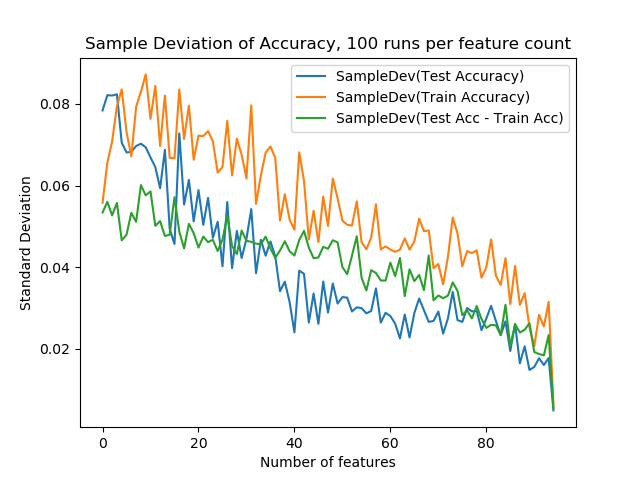 Sample Deviation of Accuracy, 100 runs per feature count
SampleDev(Test Accuracy)
SampleDev(Train Accuracy)
SampleDev(Test Acc - Train Acc)
Standard Deviation
0.08
0.06
0.04
0.02
0 20 40 60 80
Number of features